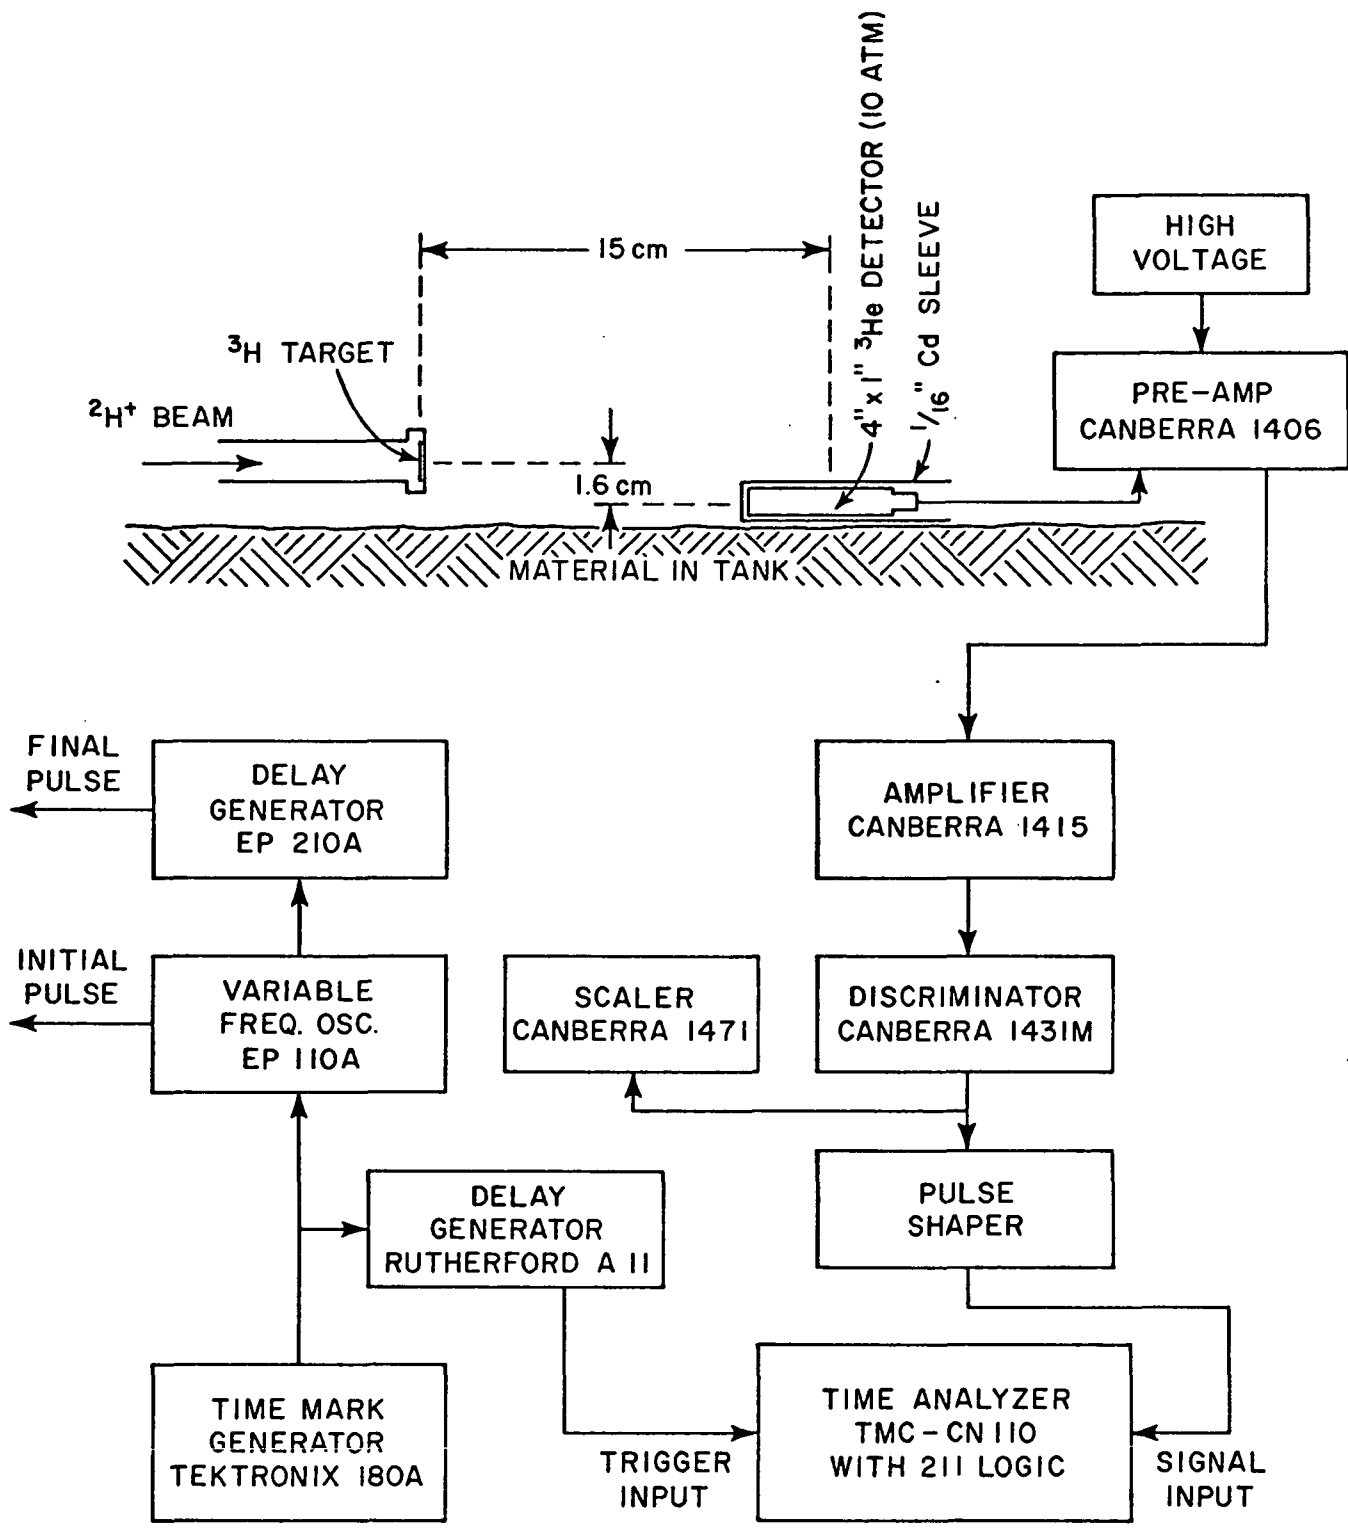 15 cm
4" x 1" ³He DETECTOR (10 ATM)
1/16" Cd SLEEVE
HIGH
VOLTAGE
³H TARGET
²H⁺ BEAM
1.6 cm
PRE-AMP
CANBERRA 1406
MATERIAL IN TANK
FINAL
PULSE
DELAY
GENERATOR
EP 210A
AMPLIFIER
CANBERRA 1415
INITIAL
PULSE
VARIABLE
FREQ. OSC.
EP 110A
SCALER
CANBERRA 1471
DISCRIMINATOR
CANBERRA 1431M
DELAY
GENERATOR
RUTHERFORD A 11
PULSE
SHAPER
TIME MARK
GENERATOR
TEKTRONIX 180A
TRIGGER
INPUT
TIME ANALYZER
TMC-CN 110
WITH 211 LOGIC
SIGNAL
INPUT